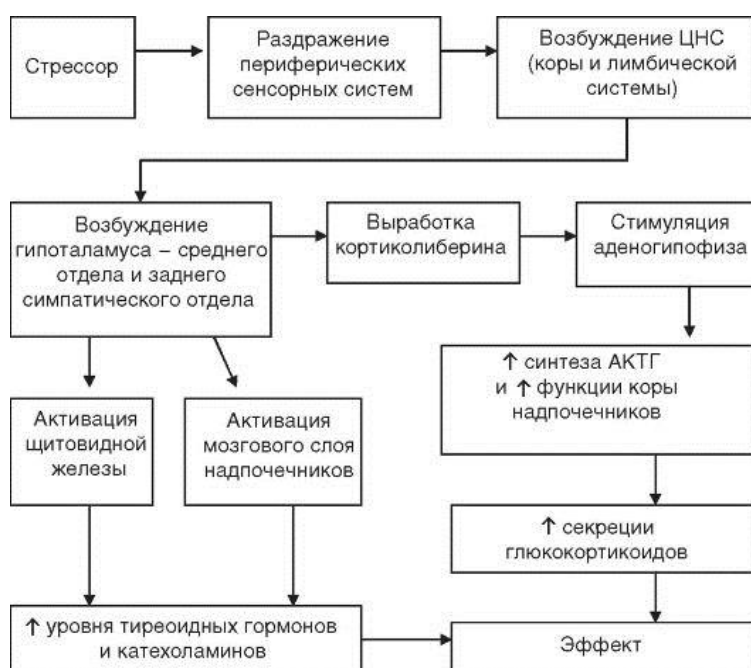 Стрессор
Раздражение
периферических
сенсорных систем
Возбуждение ЦНС
(коры и лимбической
системы)
Возбуждение
гипоталамуса – среднего
отдела и заднего
симпатического отдела
Выработка
кортиколиберина
Стимуляция
аденогипофиза
↑ синтеза АКТГ
и ↑ функции коры
надпочечников
Активация
щитовидной
железы
Активация
мозгового слоя
надпочечников
↑ секреции
глюкокортикоидов
↑ уровня тиреоидных гормонов
и катехоламинов
Эффект